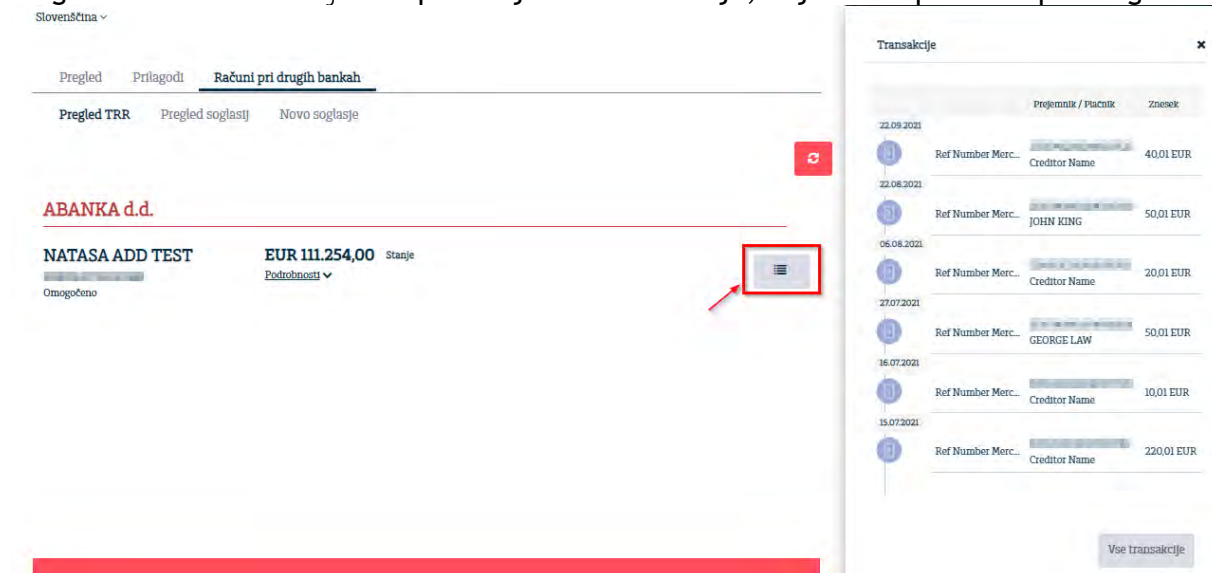 Slovenščina
Pregled Prilagodi Računi pri drugih bankah
Pregled TRR Pregled soglasij Novo soglasje
ABANKA d.d.
NATASA ADD TEST EUR 111.254,00 Stanje
Podrobnosti
Omogočeno
Transakcije
Prejemnik / Plačnik Znesek
22.09.2021
Ref Number Merc... Creditor Name 40,01 EUR
22.08.2021
Ref Number Merc... JOHN KING 50,01 EUR
06.08.2021
Ref Number Merc... Creditor Name 20,01 EUR
27.07.2021
Ref Number Merc... GEORGE LAW 50,01 EUR
16.07.2021
Ref Number Merc... Creditor Name 10,01 EUR
15.07.2021
Ref Number Merc... Creditor Name 220,01 EUR
Vse transakcije